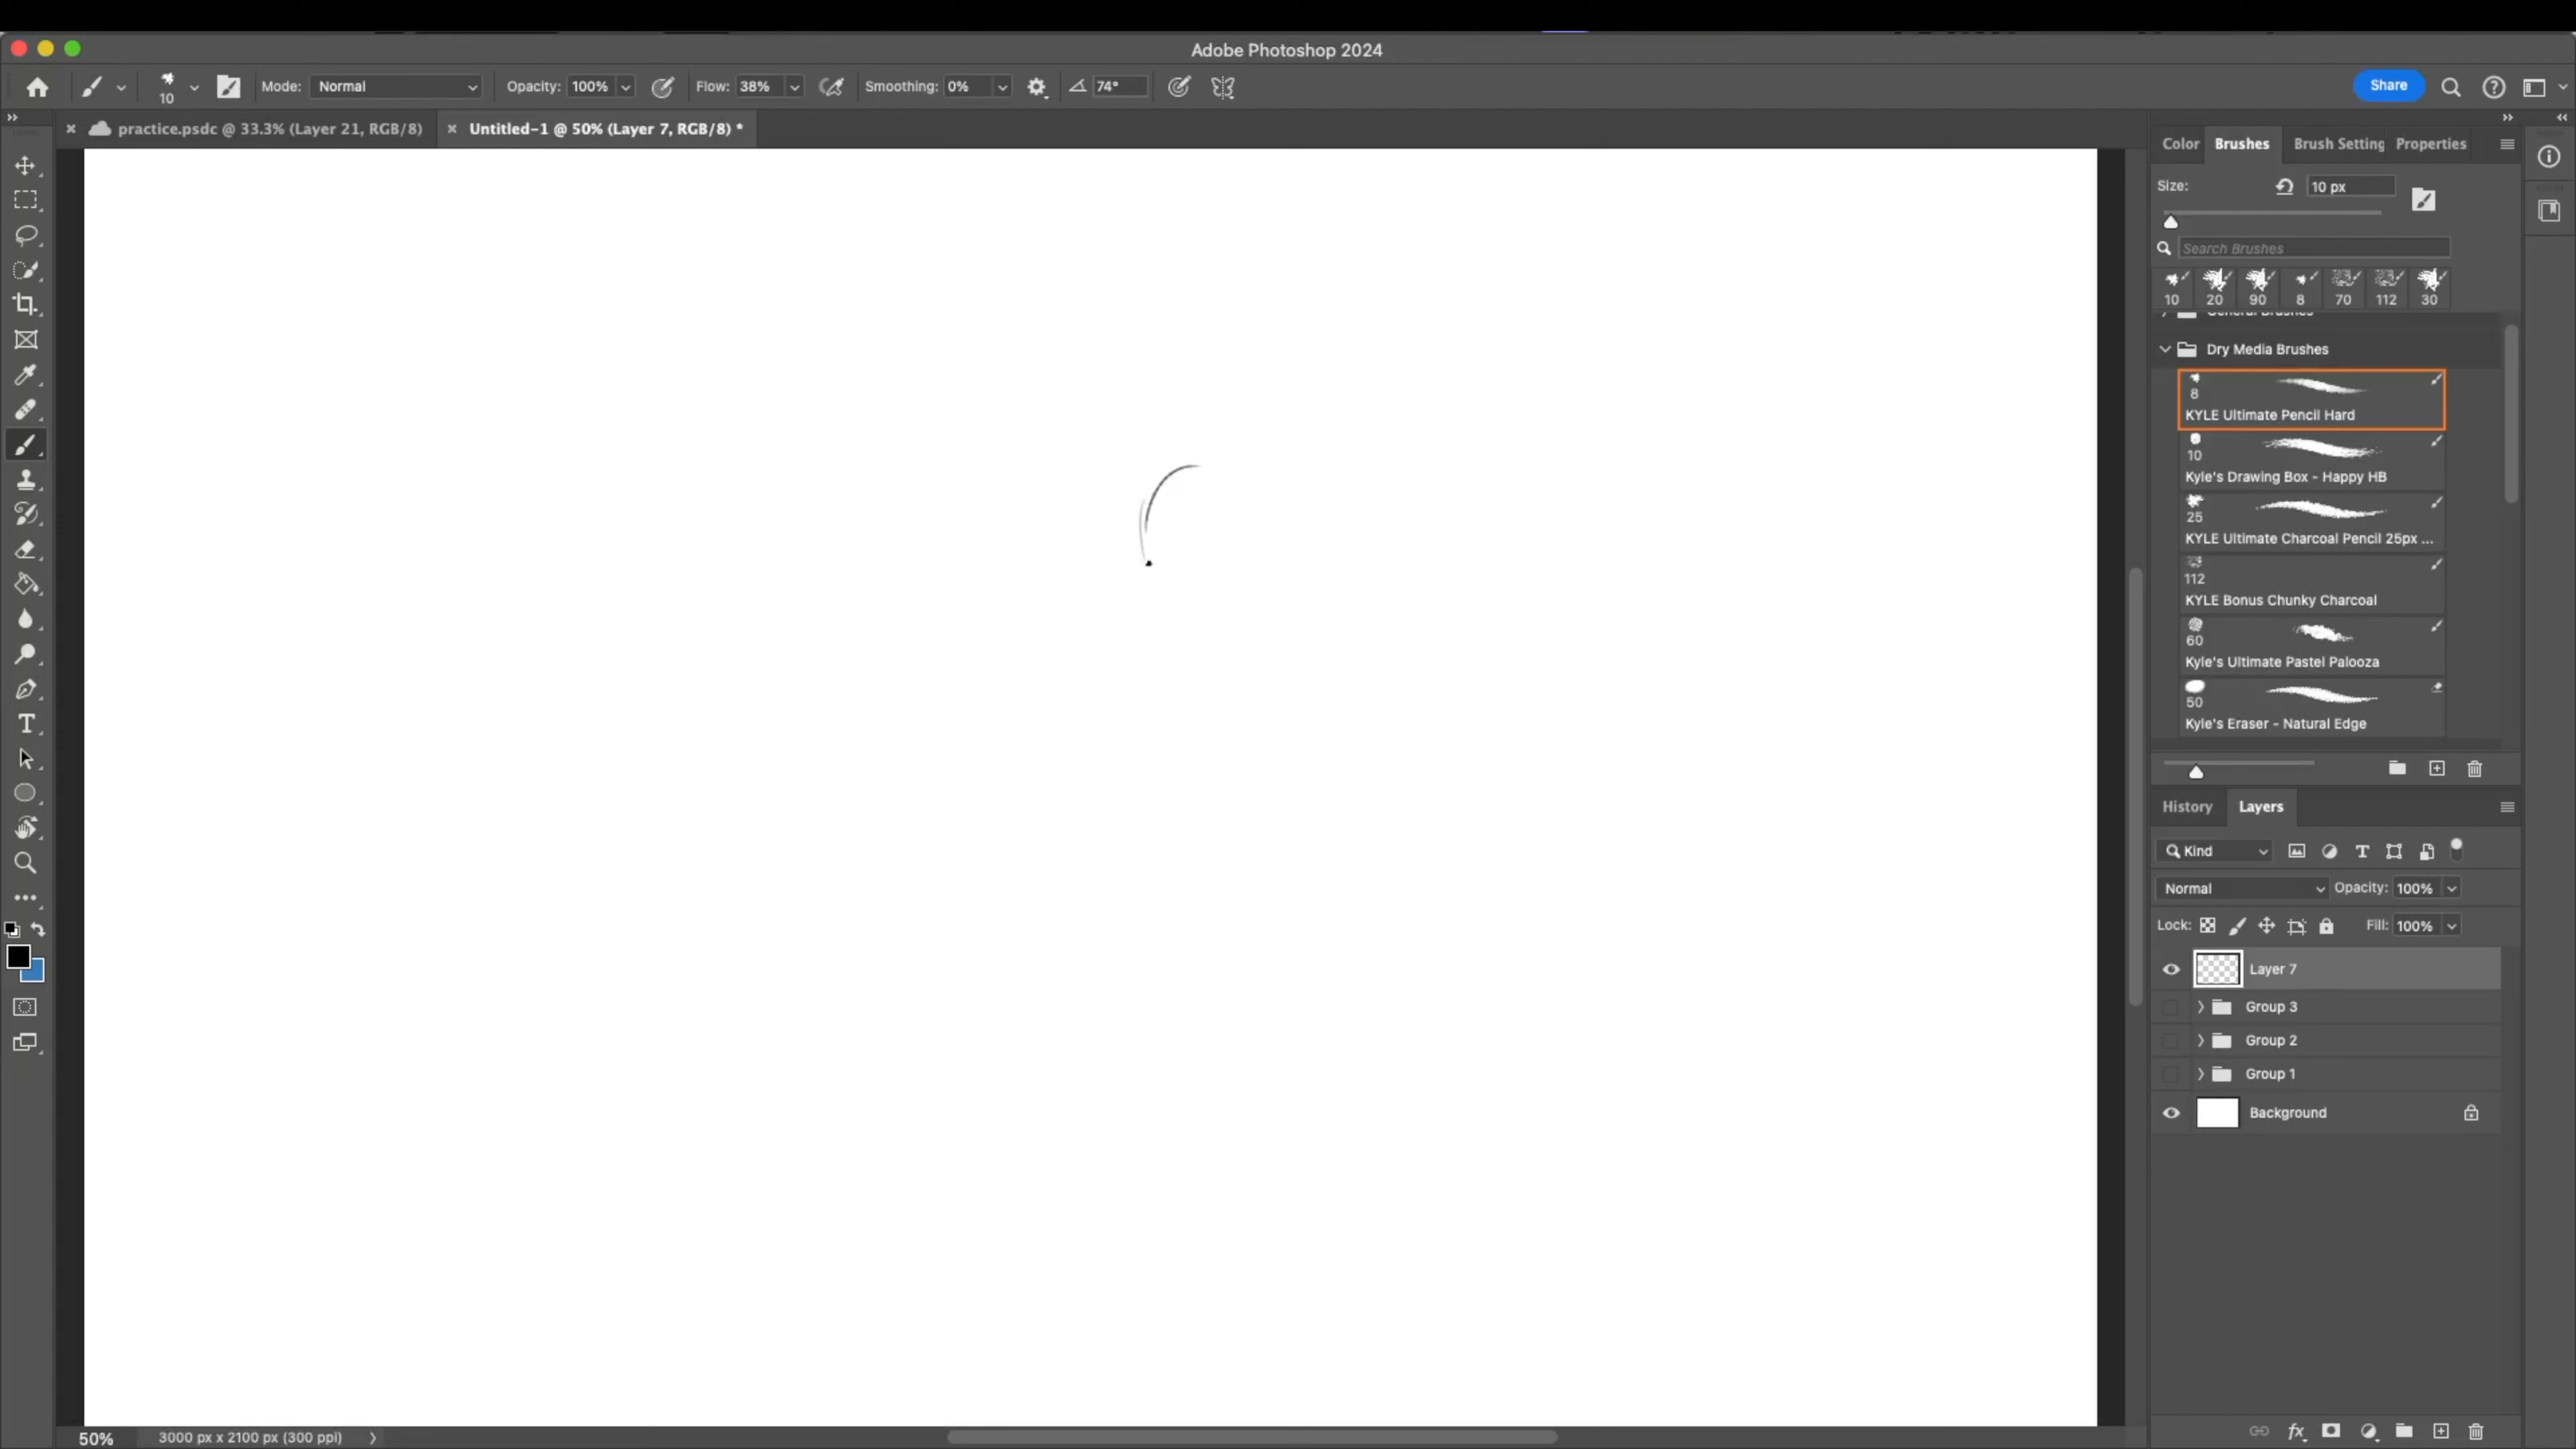 Adobe Photoshop 2024
10 Mode: Normal Opacity: 100% Flow: 38% Smoothing: 0% 74° Share
practice.psdc @ 33.3% (Layer 21, RGB/8) Untitled-1 @ 50% (Layer 7, RGB/8) *
Color Brushes Brush Setting Properties
Size: 10 px
Search Brushes
10 20 90 8 70 112 30
General Brushes
Dry Media Brushes
8
KYLE Ultimate Pencil Hard
10
Kyle's Drawing Box - Happy HB
25
KYLE Ultimate Charcoal Pencil 25px ...
112
KYLE Bonus Chunky Charcoal
60
Kyle's Ultimate Pastel Palooza
50
Kyle's Eraser - Natural Edge
History Layers
Kind
Normal Opacity: 100%
Lock: Fill: 100%
Layer 7
Group 3
Group 2
Group 1
Background
50% 3000 px x 2100 px (300 ppi)